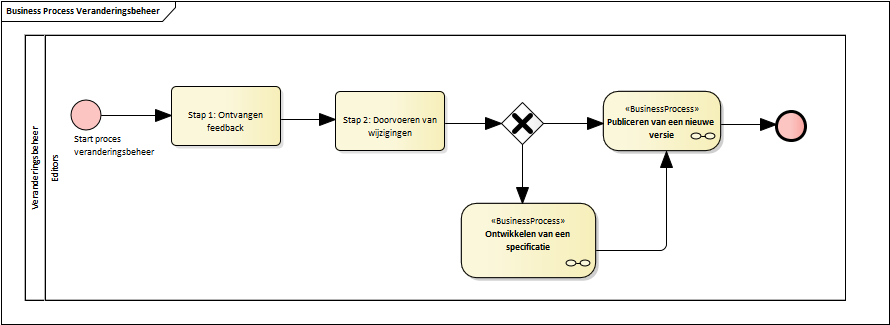 Business Process Veranderingsbeheer
Veranderingsbeheer
Editors
Start proces
veranderingsbeheer
Stap 1: Ontvangen
feedback
Stap 2: Doorvoeren van
wijzigingen
«BusinessProcess»
Publiceren van een nieuwe
versie
«BusinessProcess»
Ontwikkelen van een
specificatie